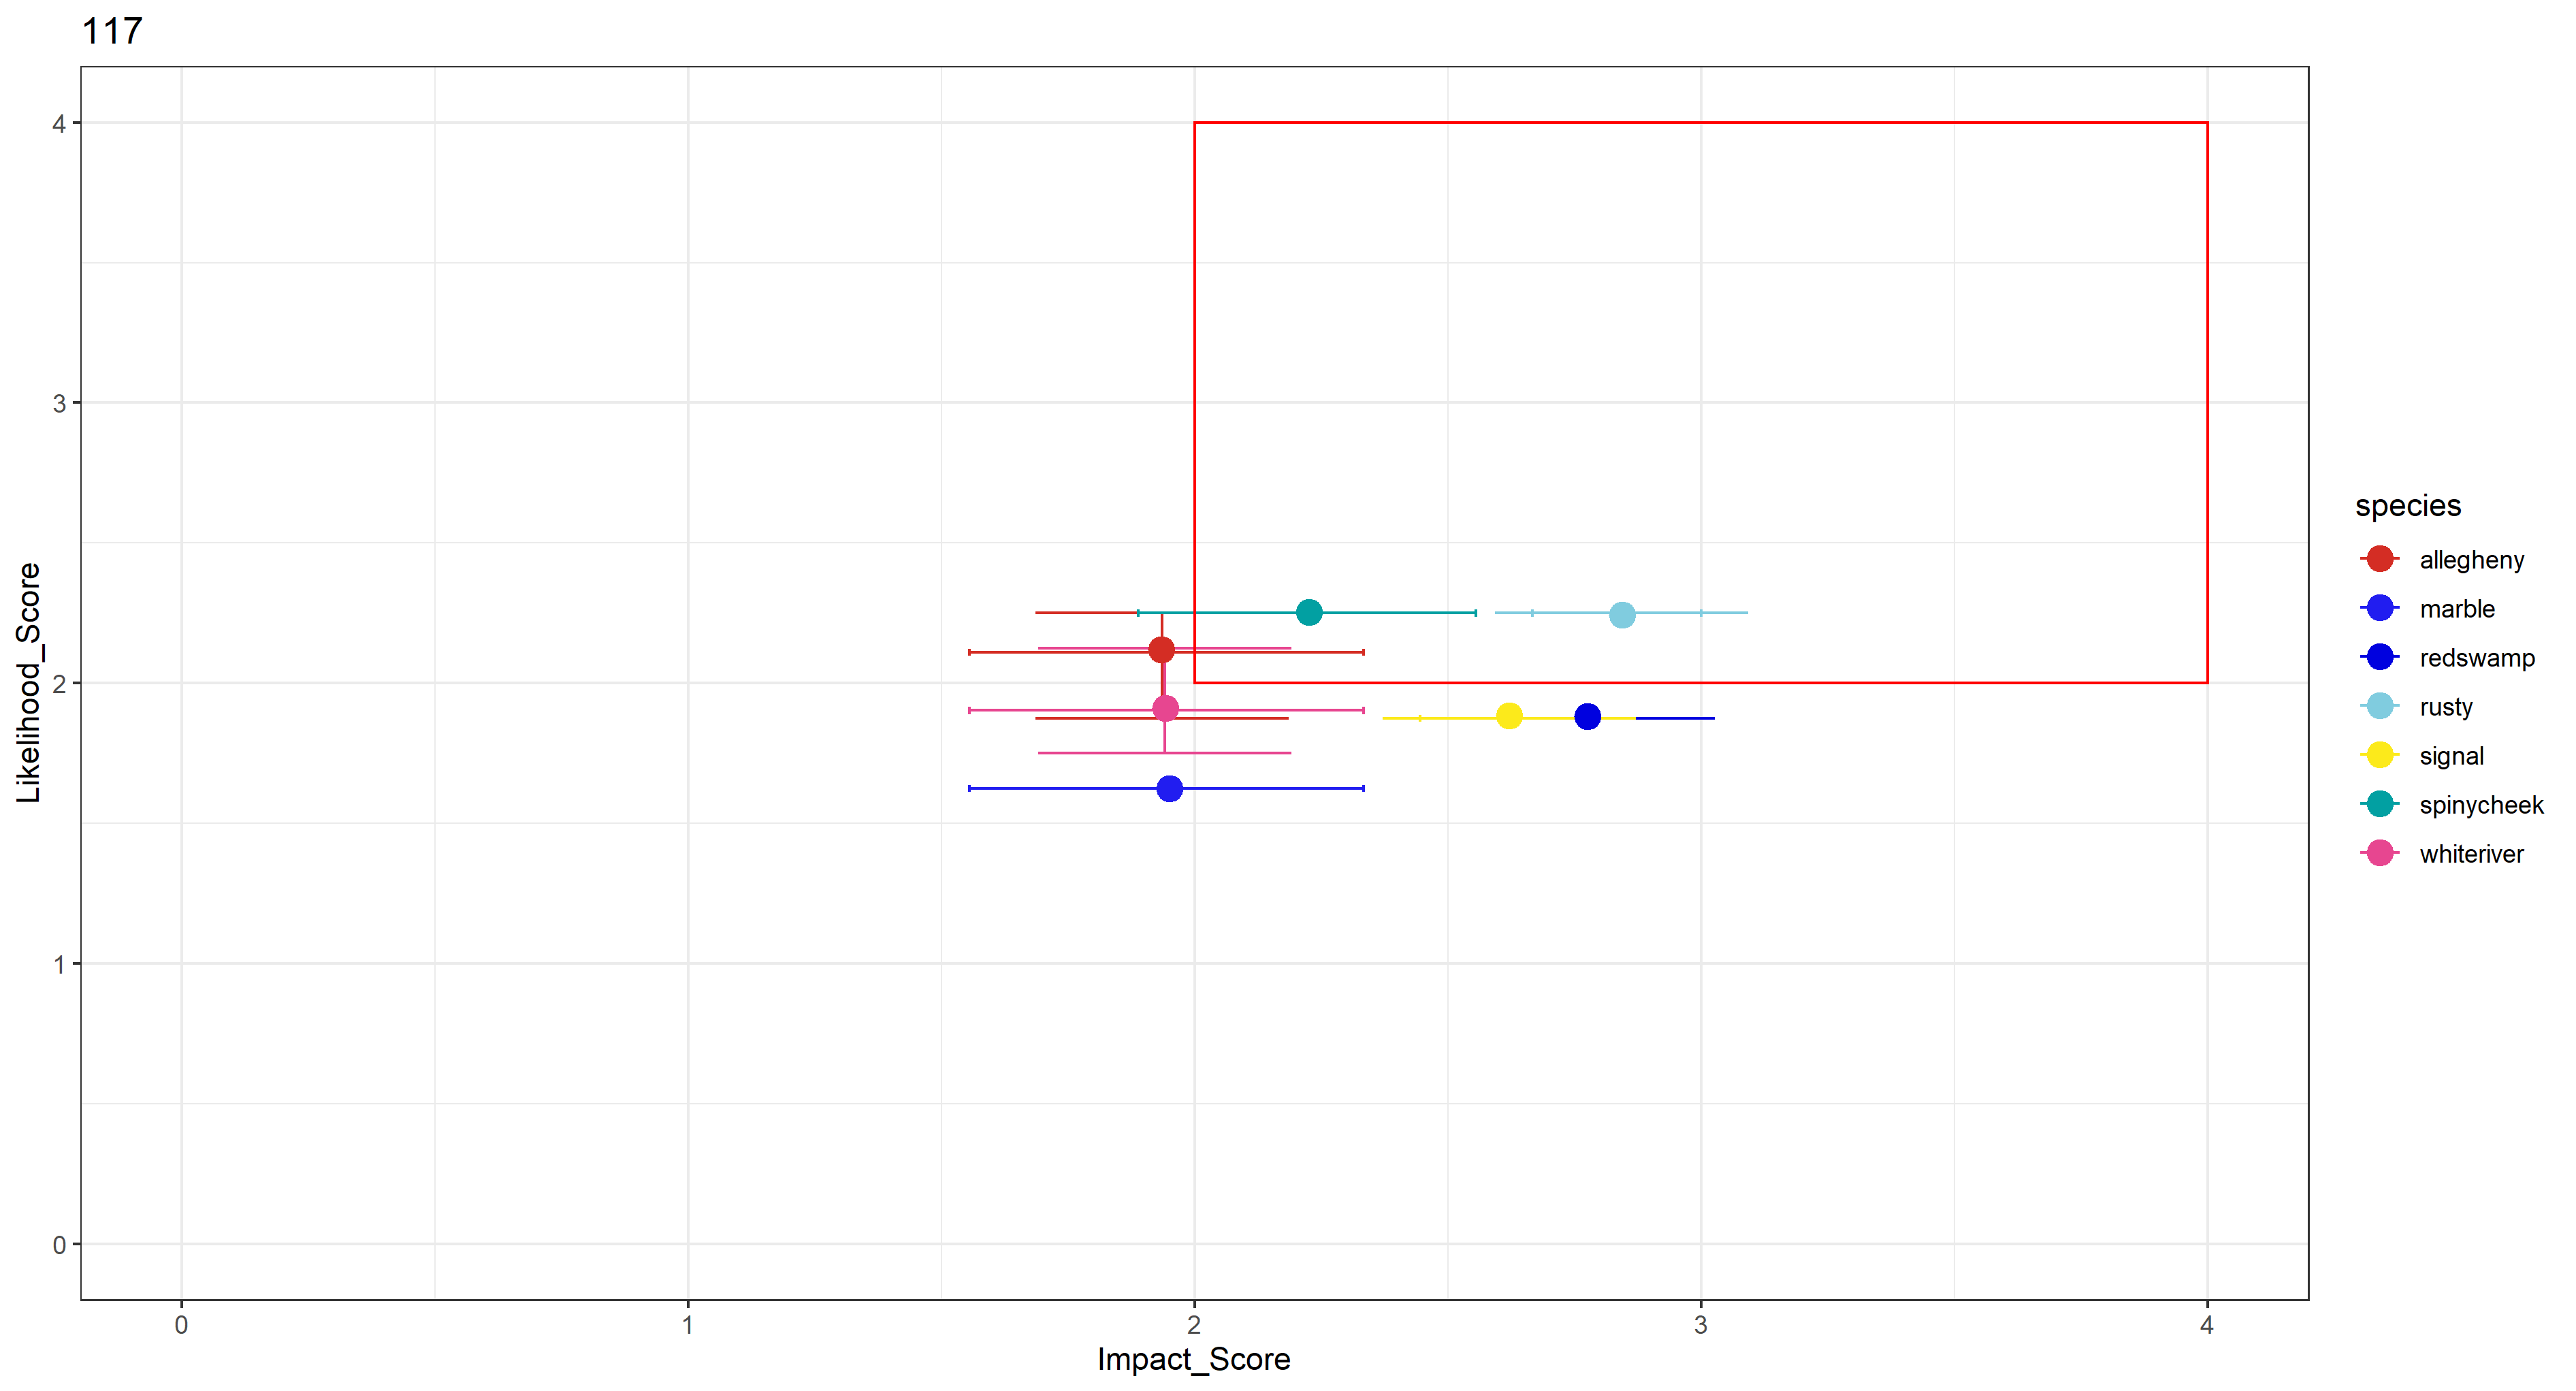 117
Likelihood_Score
4
3
2
1
0
0 1 2 3 4
Impact_Score
species
allegheny
marble
redswamp
rusty
signal
spinycheek
whiteriver